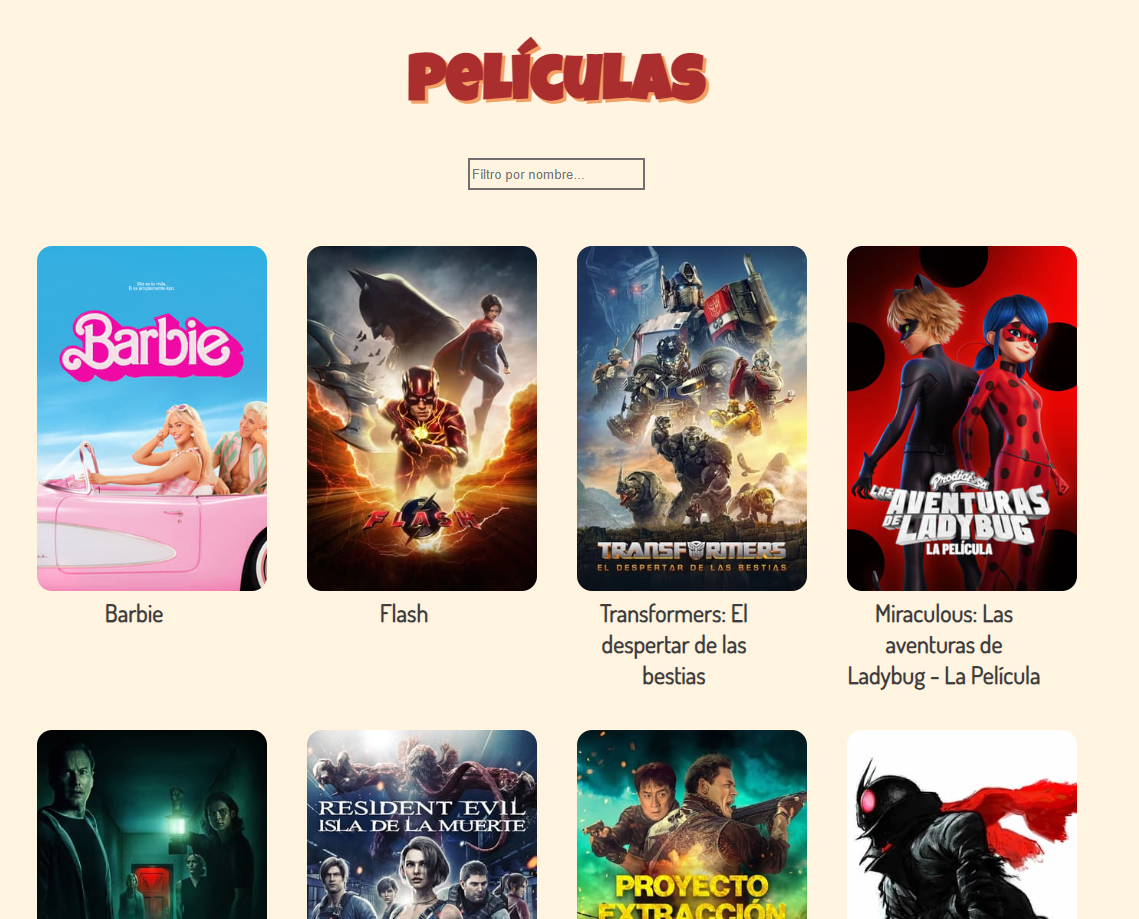 PELÍCULAS
Filtro por nombre...
Barbie
FLASH
TRANSFORMERS
EL DESPERTAR DE LAS BESTIAS
Prodigiosa
LAS AVENTURAS
DE LADYBUG
LA PELÍCULA
Barbie
Flash
Transformers: El
despertar de las
bestias
Miraculous: Las
aventuras de
Ladybug - La Película
RESIDENT EVIL
ISLA DE LA MUERTE
PROYECTO
EXTRACCIÓN